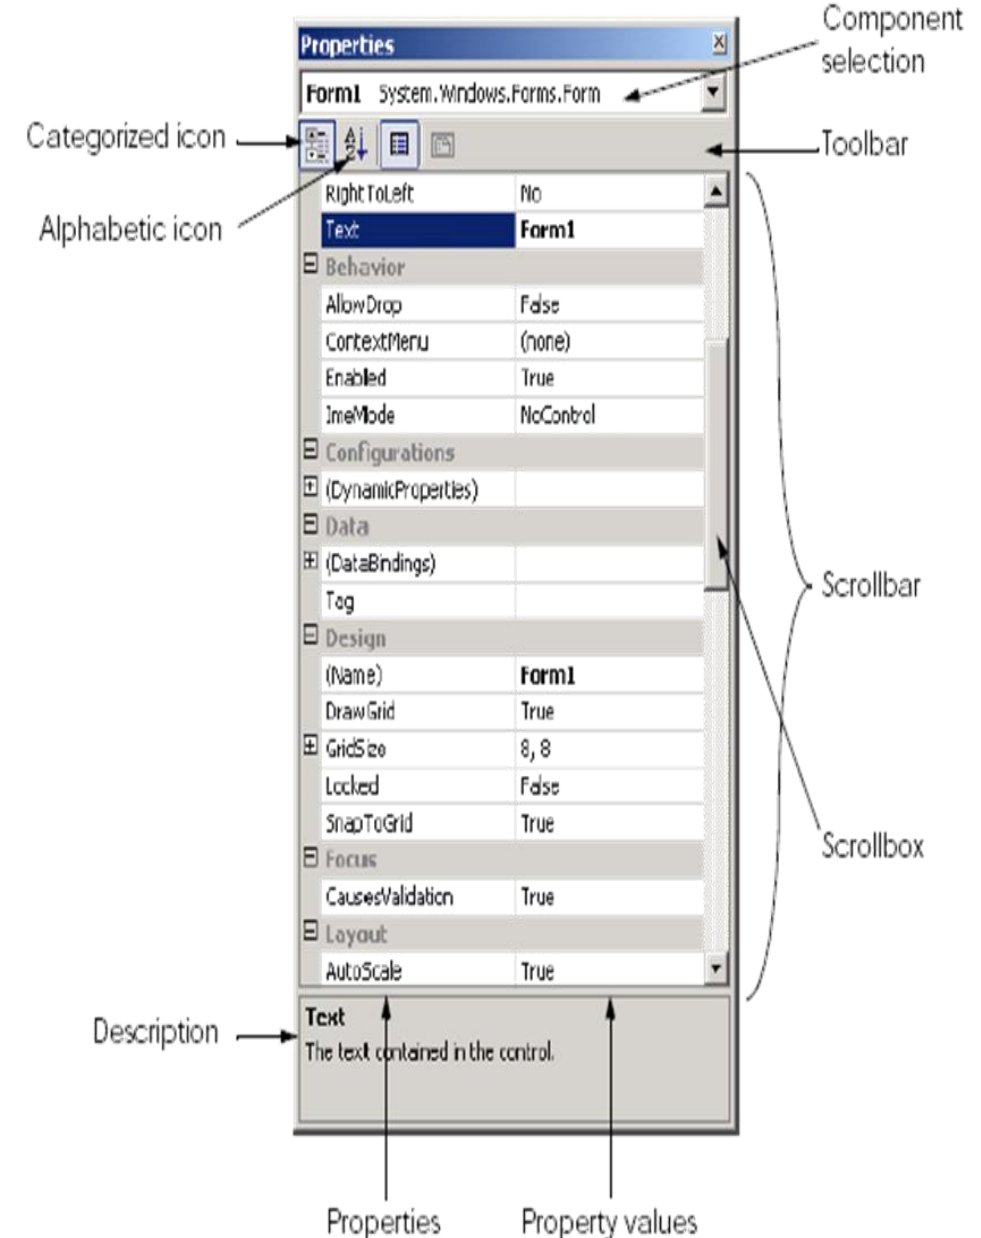 Component
selection
Properties
Form1 System.Windows.Forms.Form
Categorized icon
Toolbar
Alphabetic icon
RightToLeft No
Text Form1
Behavior
AllowDrop False
ContextMenu (none)
Enabled True
ImeMode NoControl
Configurations
(DynamicProperties)
Data
(DataBindings)
Tag
Scrollbar
Design
(Name) Form1
DrawGrid True
GridSize 8, 8
Locked False
SnapToGrid True
Scrollbox
Focus
CausesValidation True
Layout
AutoScale True
Description
Text
The text contained in the control.
Properties Property values